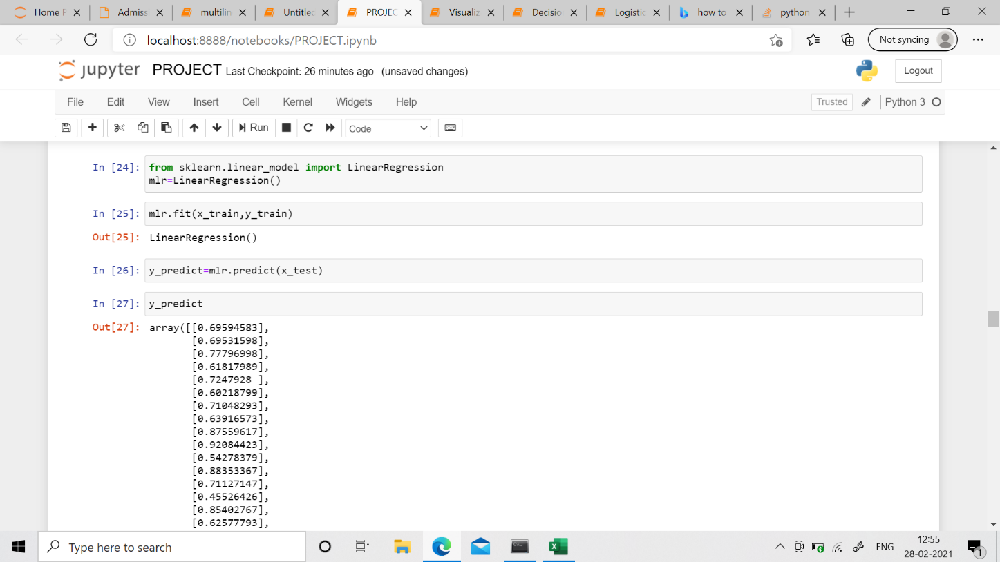 Home P
Admiss
multilin
Untitlec
PROJEC
Visualiz
Decisio
Logistic
how to
python
localhost:8888/notebooks/PROJECT.ipynb
Not syncing
jupyter PROJECT Last Checkpoint: 26 minutes ago (unsaved changes)
Logout
File Edit View Insert Cell Kernel Widgets Help
Trusted
Python 3
Run
Code
In [24]: from sklearn.linear_model import LinearRegression
mlr=LinearRegression()
In [25]: mlr.fit(x_train,y_train)
Out[25]: LinearRegression()
In [26]: y_predict=mlr.predict(x_test)
In [27]: y_predict
Out[27]: array([[0.69594583],
[0.69531598],
[0.77796998],
[0.61817989],
[0.7247928 ],
[0.60218799],
[0.71048293],
[0.63916573],
[0.87559617],
[0.92084423],
[0.54278379],
[0.88353367],
[0.71127147],
[0.45526426],
[0.85402767],
[0.62577793],
Type here to search
ENG
12:55
28-02-2021
1